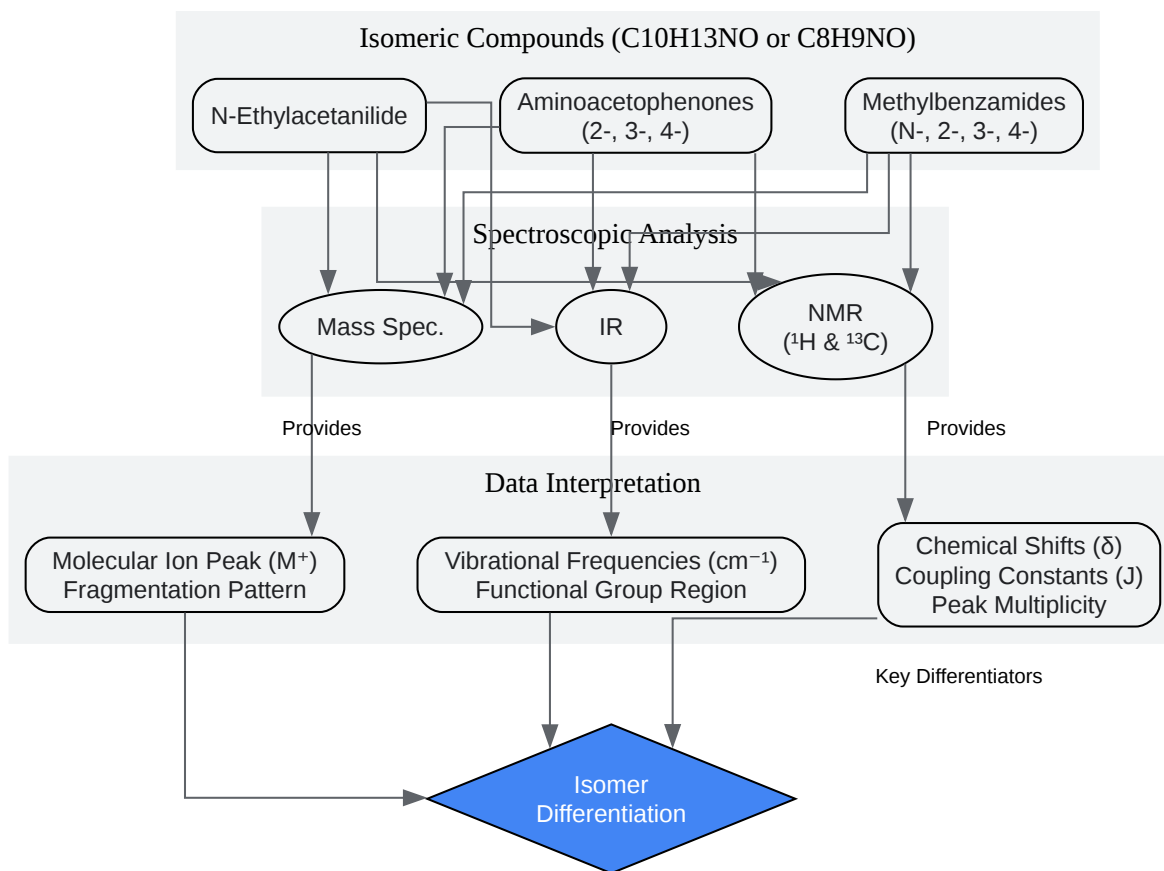 Isomeric Compounds (C10H13NO or C8H9NO)
N-Ethylacetanilide
Aminoacetophenones
(2-, 3-, 4-)
Methylbenzamides
(N-, 2-, 3-, 4-)
Spectroscopic Analysis
Mass Spec.
IR
NMR
(¹H & ¹³C)
Provides
Provides
Provides
Data Interpretation
Molecular Ion Peak (M⁺)
Fragmentation Pattern
Vibrational Frequencies (cm⁻¹)
Functional Group Region
Chemical Shifts (δ)
Coupling Constants (J)
Peak Multiplicity
Key Differentiators
Isomer
Differentiation